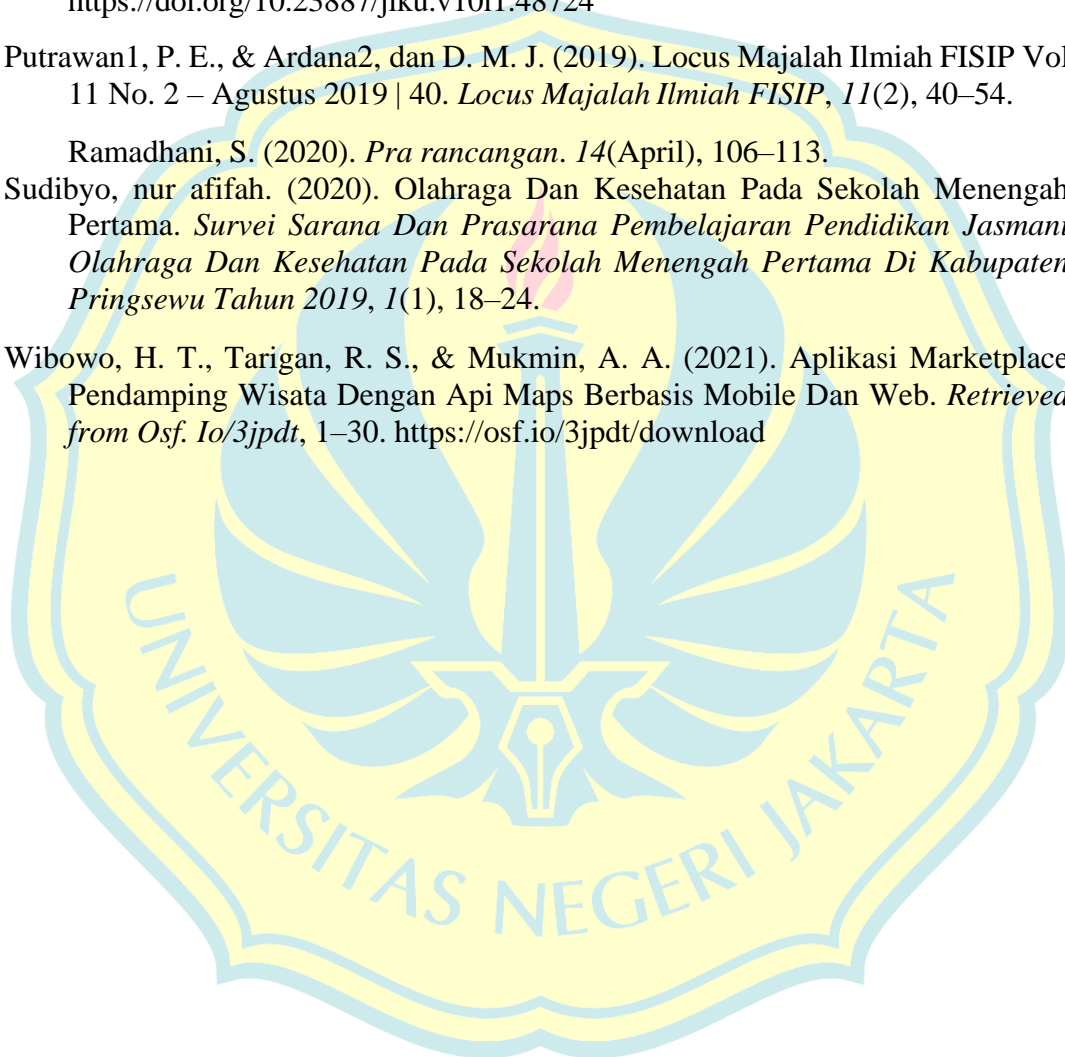 https://doi.org/10.23887/jiku.v10i1.48724
Putrawan1, P. E., & Ardana2, dan D. M. J. (2019). Locus Majalah Ilmiah FISIP Vol
11 No. 2 – Agustus 2019 | 40. Locus Majalah Ilmiah FISIP, 11(2), 40–54.
Ramadhani, S. (2020). Pra rancangan. 14(April), 106–113.
Sudibyo, nur afifah. (2020). Olahraga Dan Kesehatan Pada Sekolah Menengah
Pertama. Survei Sarana Dan Prasarana Pembelajaran Pendidikan Jasmani
Olahraga Dan Kesehatan Pada Sekolah Menengah Pertama Di Kabupaten
Pringsewu Tahun 2019, 1(1), 18–24.
Wibowo, H. T., Tarigan, R. S., & Mukmin, A. A. (2021). Aplikasi Marketplace
Pendamping Wisata Dengan Api Maps Berbasis Mobile Dan Web. Retrieved
from Osf. Io/3jpdt, 1–30. https://osf.io/3jpdt/download
UNIVERSITAS NEGERI JAKARTA